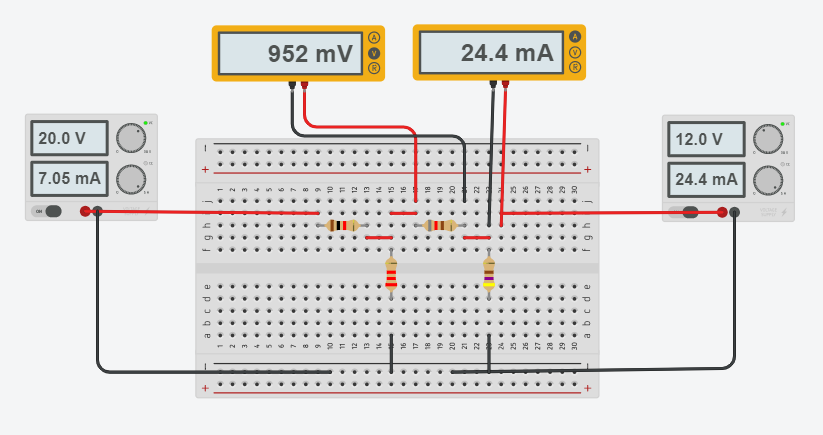 952 mV
A
V
R
24.4 mA
A
V
R
20.0 V
7.05 mA
ON
12.0 V
24.4 mA
1 2 3 4 5 6 7 8 9 10 11 12 13 14 15 16 17 18 19 20 21 22 23 24 25 26 27 28 29 30
j j
i i
h h
g g
f f
e e
d d
c c
b b
a a
1 2 3 4 5 6 7 8 9 10 11 12 13 14 15 16 17 18 19 20 21 22 23 24 25 26 27 28 29 30